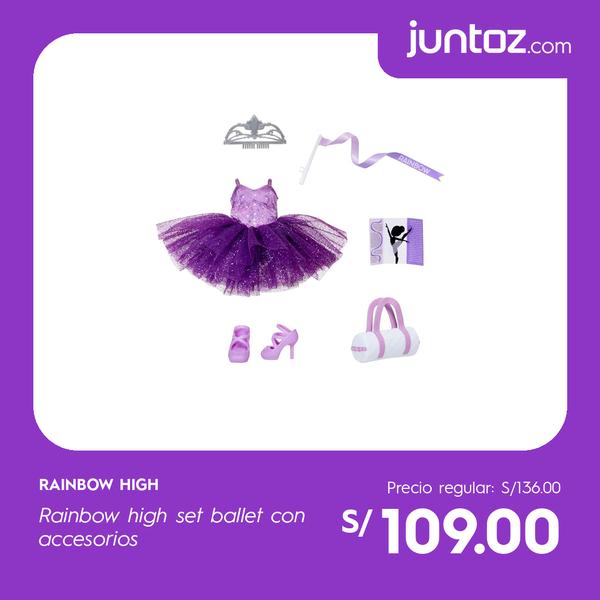 juntoz.com
RAINBOW
RAINBOW HIGH
Rainbow high set ballet con
accesorios
Precio regular: S/136.00
S/109.00